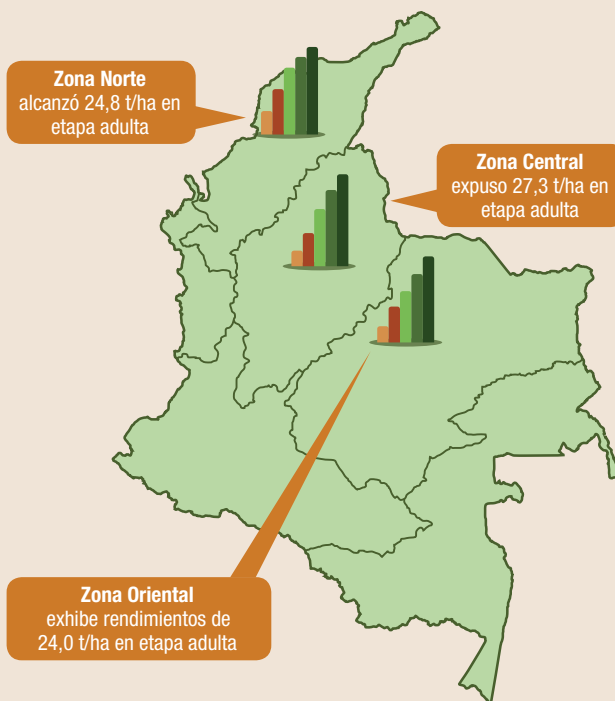 Zona Norte
alcanzó 24,8 t/ha en
etapa adulta
Zona Central
expuso 27,3 t/ha en
etapa adulta
Zona Oriental
exhibe rendimientos de
24,0 t/ha en etapa adulta